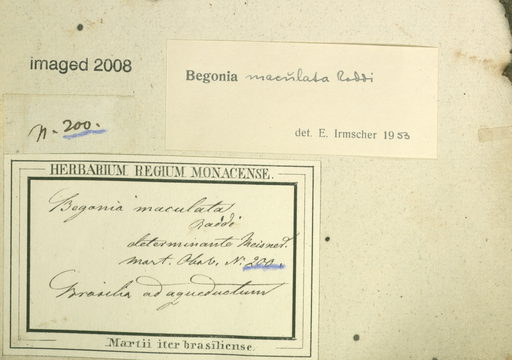 imaged 2008
Begonia maculata Raddi
det. E. Irmscher 1953
N. 200.
HERBARIUM REGIUM MONACENSE.
Begonia maculata
Raddi
determinante Meisner.
Mart. Obs. N. 200.
Brasilia ad aquaeductum
Martii iter brasiliense.